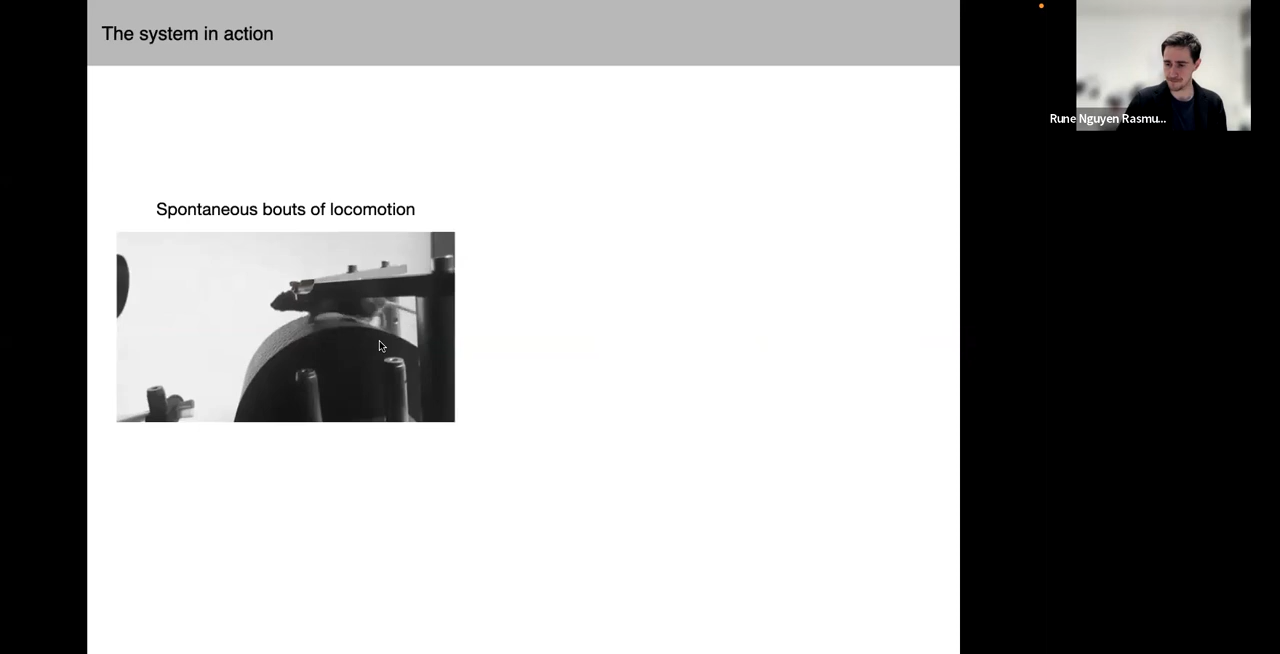 The system in action
Rune Nguyen Rasmu...
Spontaneous bouts of locomotion